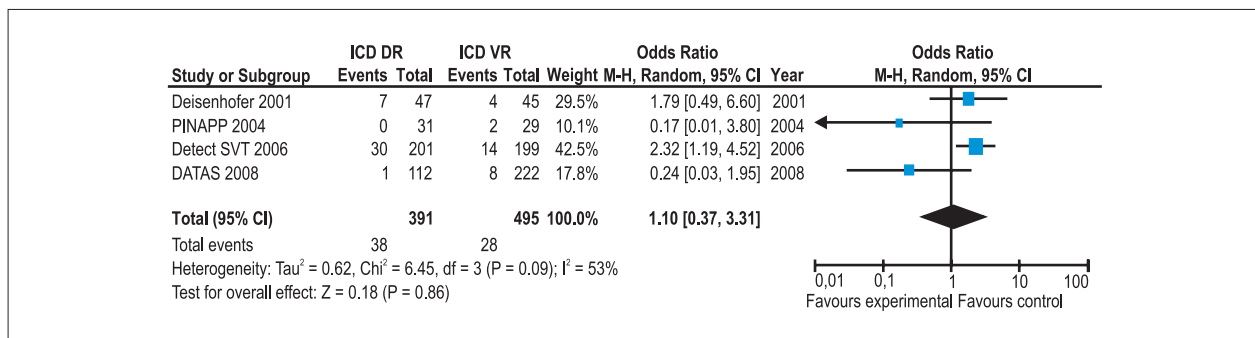 ICD DR ICD VR Odds Ratio Odds Ratio
Study or Subgroup Events Total Events Total Weight M-H, Random, 95% CI Year M-H, Random, 95% CI
Deisenhofer 2001 7 47 4 45 29.5% 1.79 [0.49, 6.60] 2001
PINAPP 2004 0 31 2 29 10.1% 0.17 [0.01, 3.80] 2004
Detect SVT 2006 30 201 14 199 42.5% 2.32 [1.19, 4.52] 2006
DATAS 2008 1 112 8 222 17.8% 0.24 [0.03, 1.95] 2008
Total (95% CI) 391 495 100.0% 1.10 [0.37, 3.31]
Total events 38 28
Heterogeneity: Tau² = 0.62, Chi² = 6.45, df = 3 (P = 0.09); I² = 53%
Test for overall effect: Z = 0.18 (P = 0.86)
0,01 0,1 1 10 100
Favours experimental Favours control